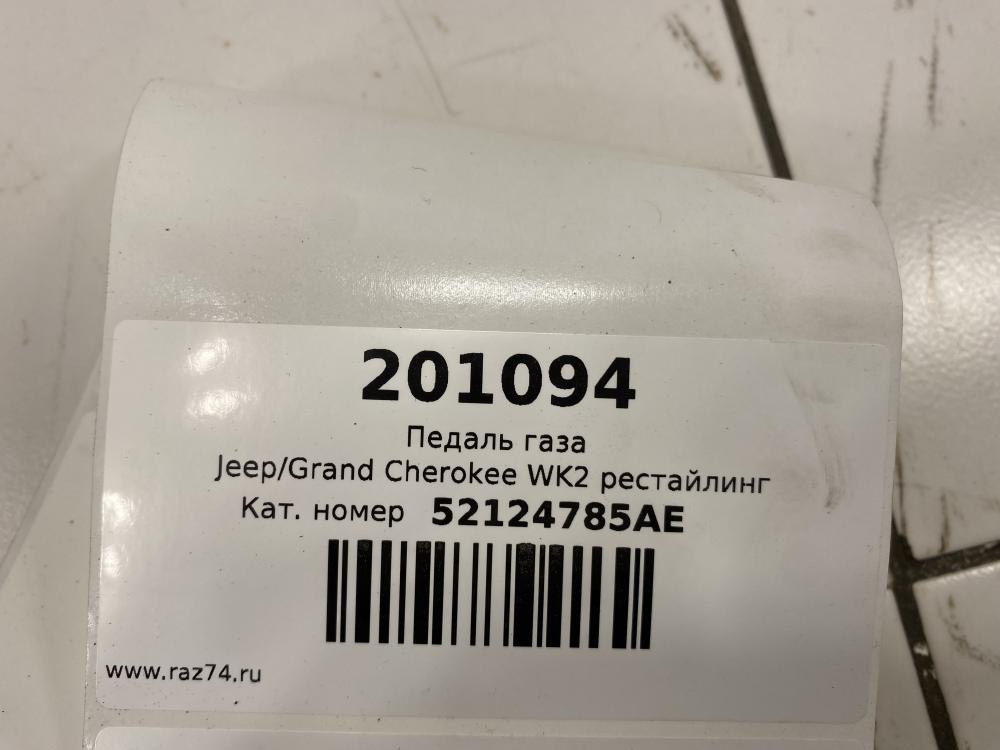 201094
Педаль газа
Jeep/Grand Cherokee WK2 рестайлинг
Кат. номер 52124785AE
www.raz74.ru